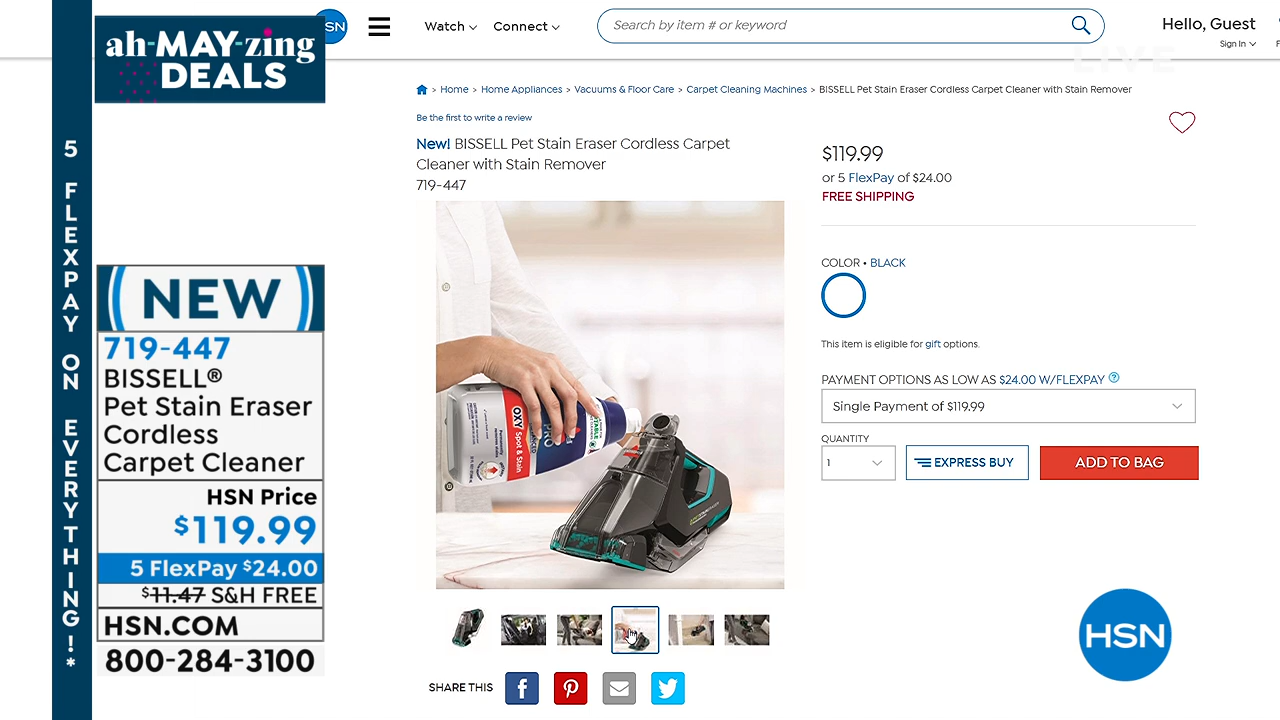 ah-MAY-zing
DEALS
5 FLEXPAY ON EVERYTHING!*
NEW
719-447
BISSELL®
Pet Stain Eraser
Cordless
Carpet Cleaner
HSN Price
$119.99
5 FlexPay $24.00
$11.47 S&H FREE
HSN.COM
800-284-3100
SN
Watch
Connect
Search by item # or keyword
Hello, Guest
Sign In
F
LIVE
> Home > Home Appliances > Vacuums & Floor Care > Carpet Cleaning Machines > BISSELL Pet Stain Eraser Cordless Carpet Cleaner with Stain Remover
Be the first to write a review
New! BISSELL Pet Stain Eraser Cordless Carpet
Cleaner with Stain Remover
719-447
OXY
Spot & Stain
PRO
BISSELL
$119.99
or 5 FlexPay of $24.00
FREE SHIPPING
COLOR • BLACK
This item is eligible for gift options.
PAYMENT OPTIONS AS LOW AS $24.00 W/FLEXPAY ?
Single Payment of $119.99
QUANTITY
1
EXPRESS BUY
ADD TO BAG
SHARE THIS
HSN